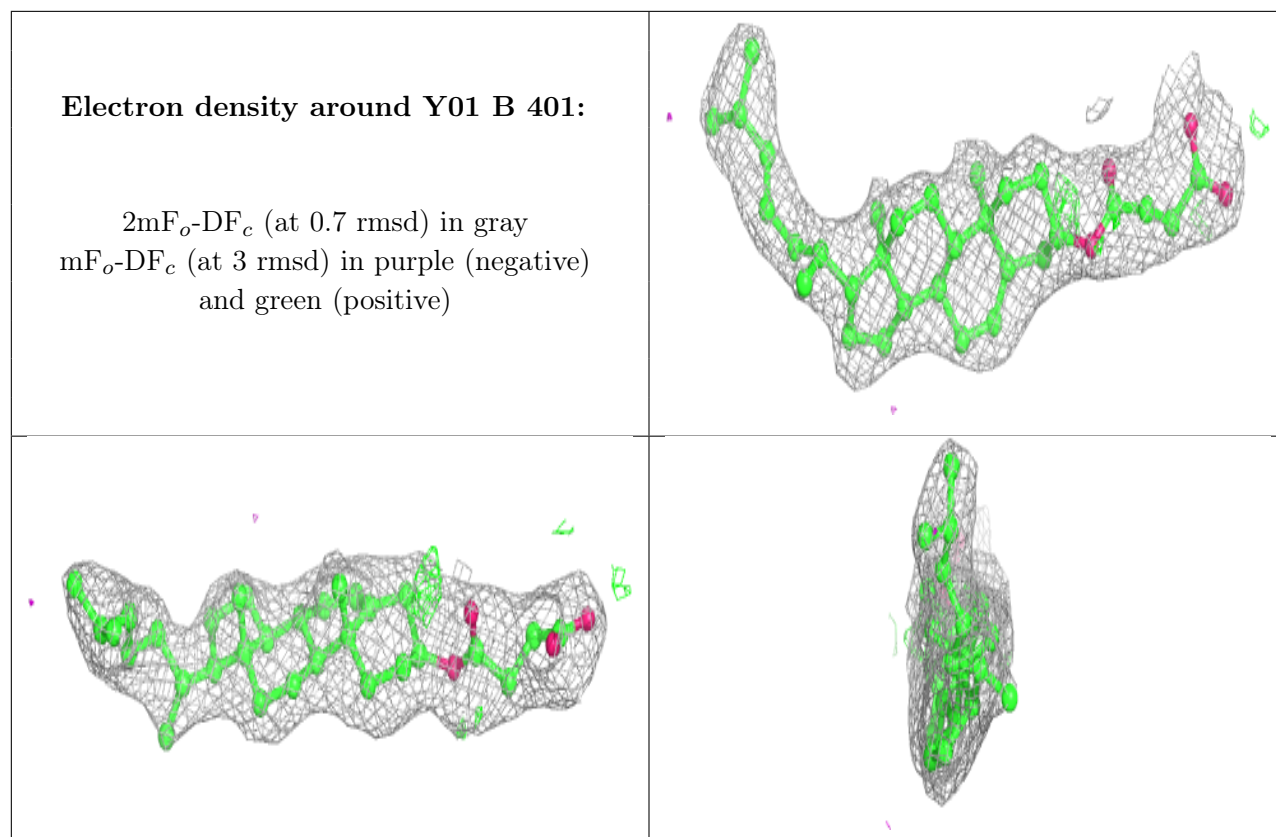 Electron density around Y01 B 401:
2mFo-DFc (at 0.7 rmsd) in gray
mFo-DFc (at 3 rmsd) in purple (negative)
and green (positive)